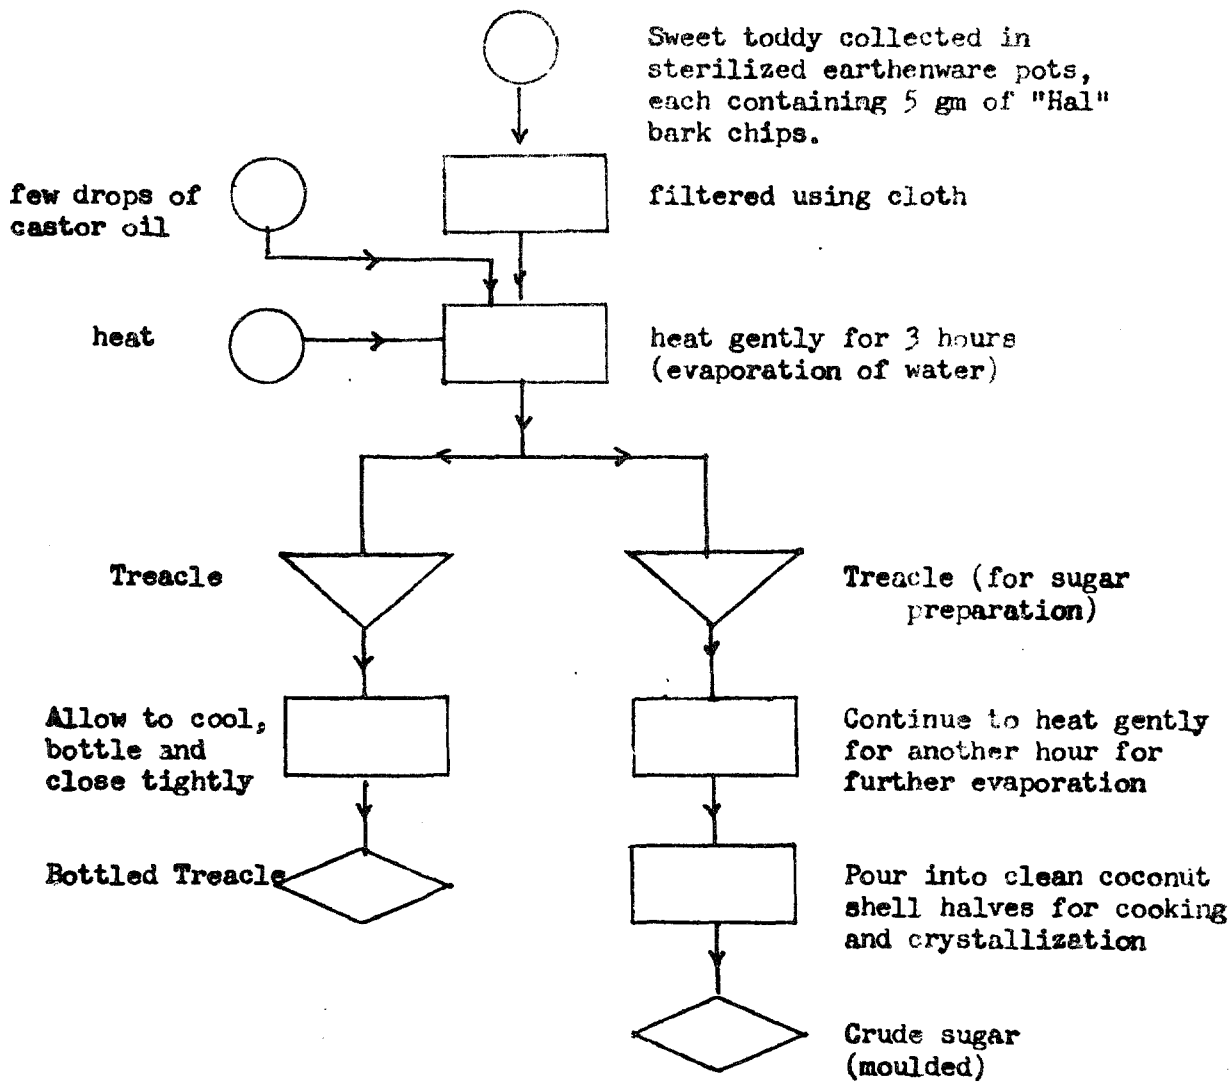 Sweet toddy collected in
sterilized earthenware pots,
each containing 5 gm of "Hal"
bark chips.
few drops of
castor oil
filtered using cloth
heat
heat gently for 3 hours
(evaporation of water)
Treacle
Treacle (for sugar
preparation)
Allow to cool,
bottle and
close tightly
Continue to heat gently
for another hour for
further evaporation
Bottled Treacle
Pour into clean coconut
shell halves for cooking
and crystallization
Crude sugar
(moulded)